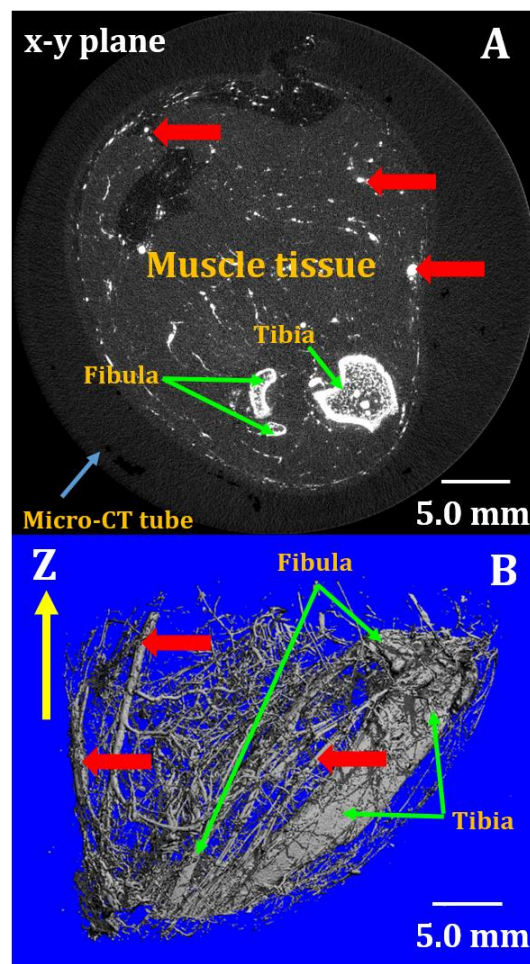 x-y plane
A
Muscle tissue
Tibia
Fibula
Micro-CT tube
5.0 mm
Z
Fibula
B
Tibia
5.0 mm